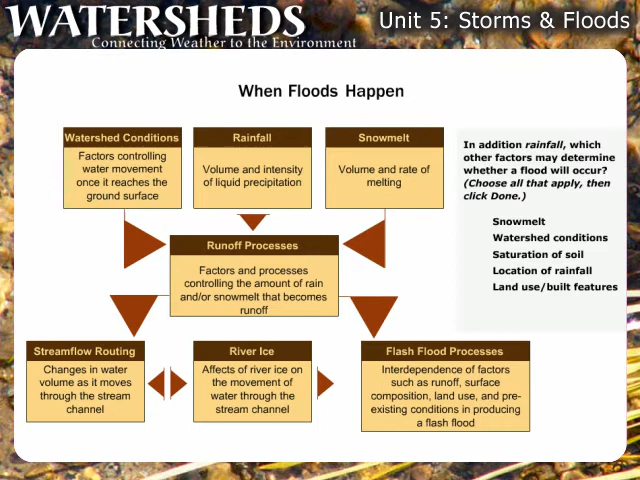 WATERSHEDS
Connecting Weather to the Environment
Unit 5: Storms & Floods
When Floods Happen
Watershed Conditions
Factors controlling
water movement
once it reaches the
ground surface
Rainfall
Volume and intensity
of liquid precipitation
Snowmelt
Volume and rate of
melting
In addition rainfall, which
other factors may determine
whether a flood will occur?
(Choose all that apply, then
click Done.)
Snowmelt
Watershed conditions
Saturation of soil
Location of rainfall
Land use/built features
Runoff Processes
Factors and processes
controlling the amount of rain
and/or snowmelt that becomes
runoff
Streamflow Routing
Changes in water
volume as it moves
through the stream
channel
River Ice
Affects of river ice on
the movement of
water through the
stream channel
Flash Flood Processes
Interdependence of factors
such as runoff, surface
composition, land use, and pre-
existing conditions in producing
a flash flood